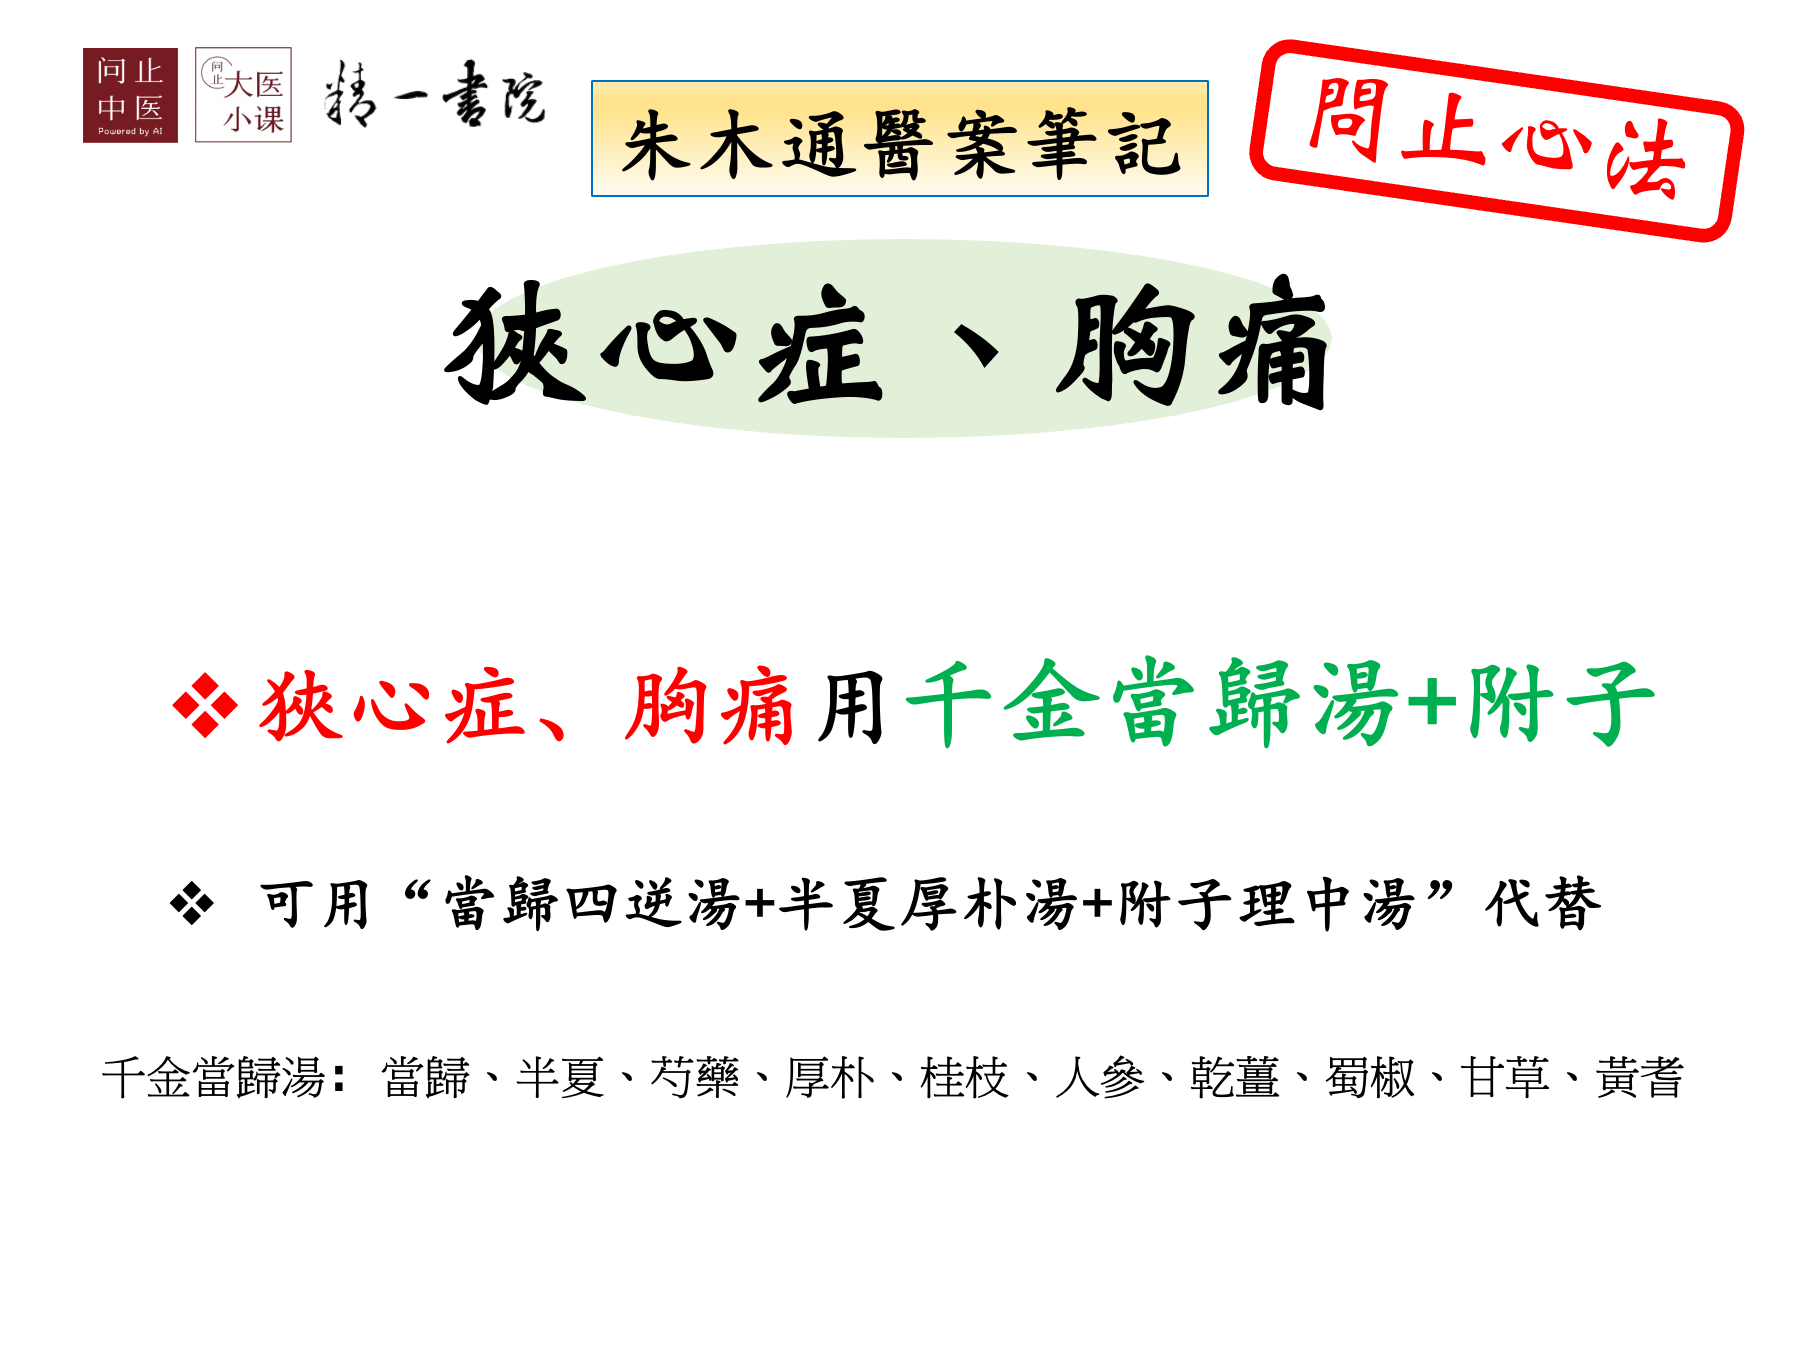 问止
中医
Powered by AI
问止
大医
小课
精一書院
朱木通醫案筆記
問止心法
狹心症、胸痛
❖狹心症、胸痛用千金當歸湯+附子
❖ 可用“當歸四逆湯+半夏厚朴湯+附子理中湯”代替
千金當歸湯：當歸、半夏、芍藥、厚朴、桂枝、人參、乾薑、蜀椒、甘草、黃耆